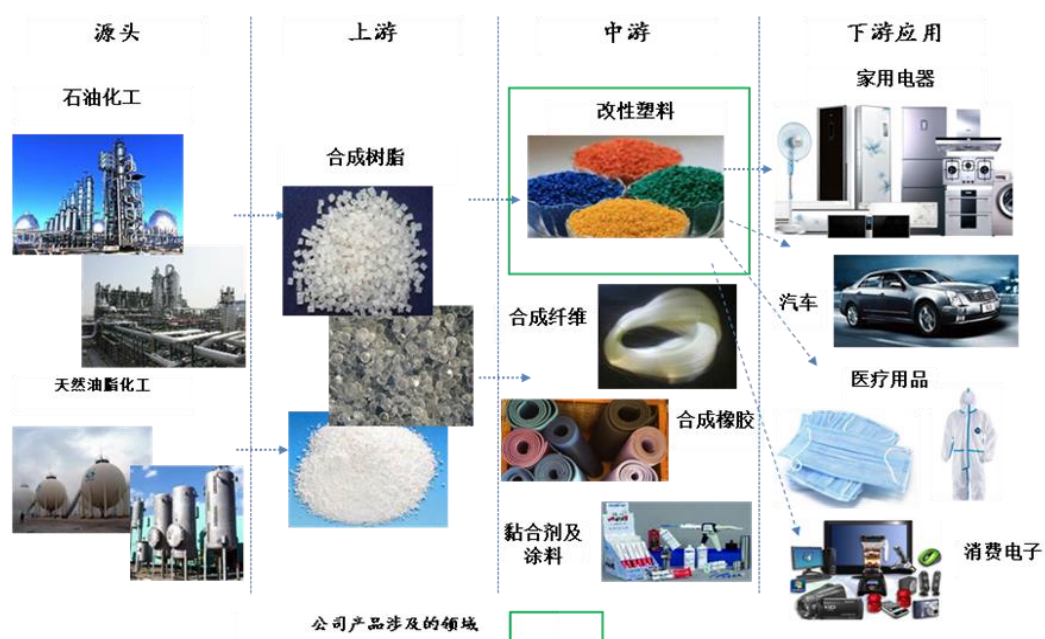 源头
上游
中游
下游应用
石油化工
天然油脂化工
合成树脂
改性塑料
合成纤维
合成橡胶
黏合剂及
涂料
家用电器
汽车
医疗用品
消费电子
公司产品涉及的领域